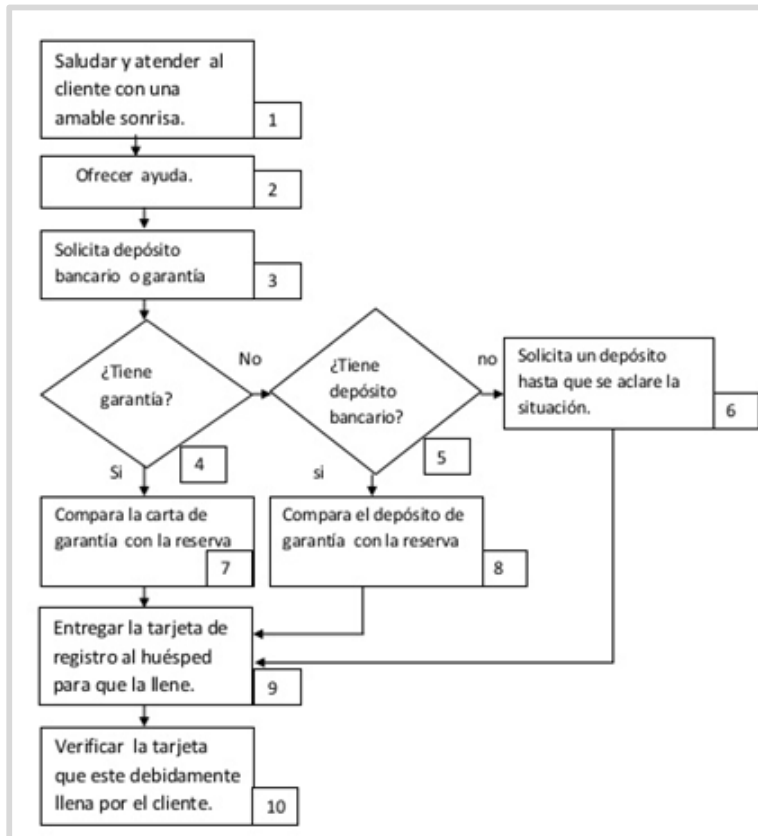 Saludar y atender al
cliente con una
amable sonrisa.
1
Ofrecer ayuda.
2
Solicita depósito
bancario o garantía
3
¿Tiene
garantía?
4
No
Si
¿Tiene
depósito
bancario?
5
no
si
Solicita un depósito
hasta que se aclare la
situación.
6
Compara la carta de
garantía con la reserva
7
Compara el depósito de
garantía con la reserva
8
Entregar la tarjeta de
registro al huésped
para que la llene.
9
Verificar la tarjeta
que este debidamente
llena por el cliente.
10